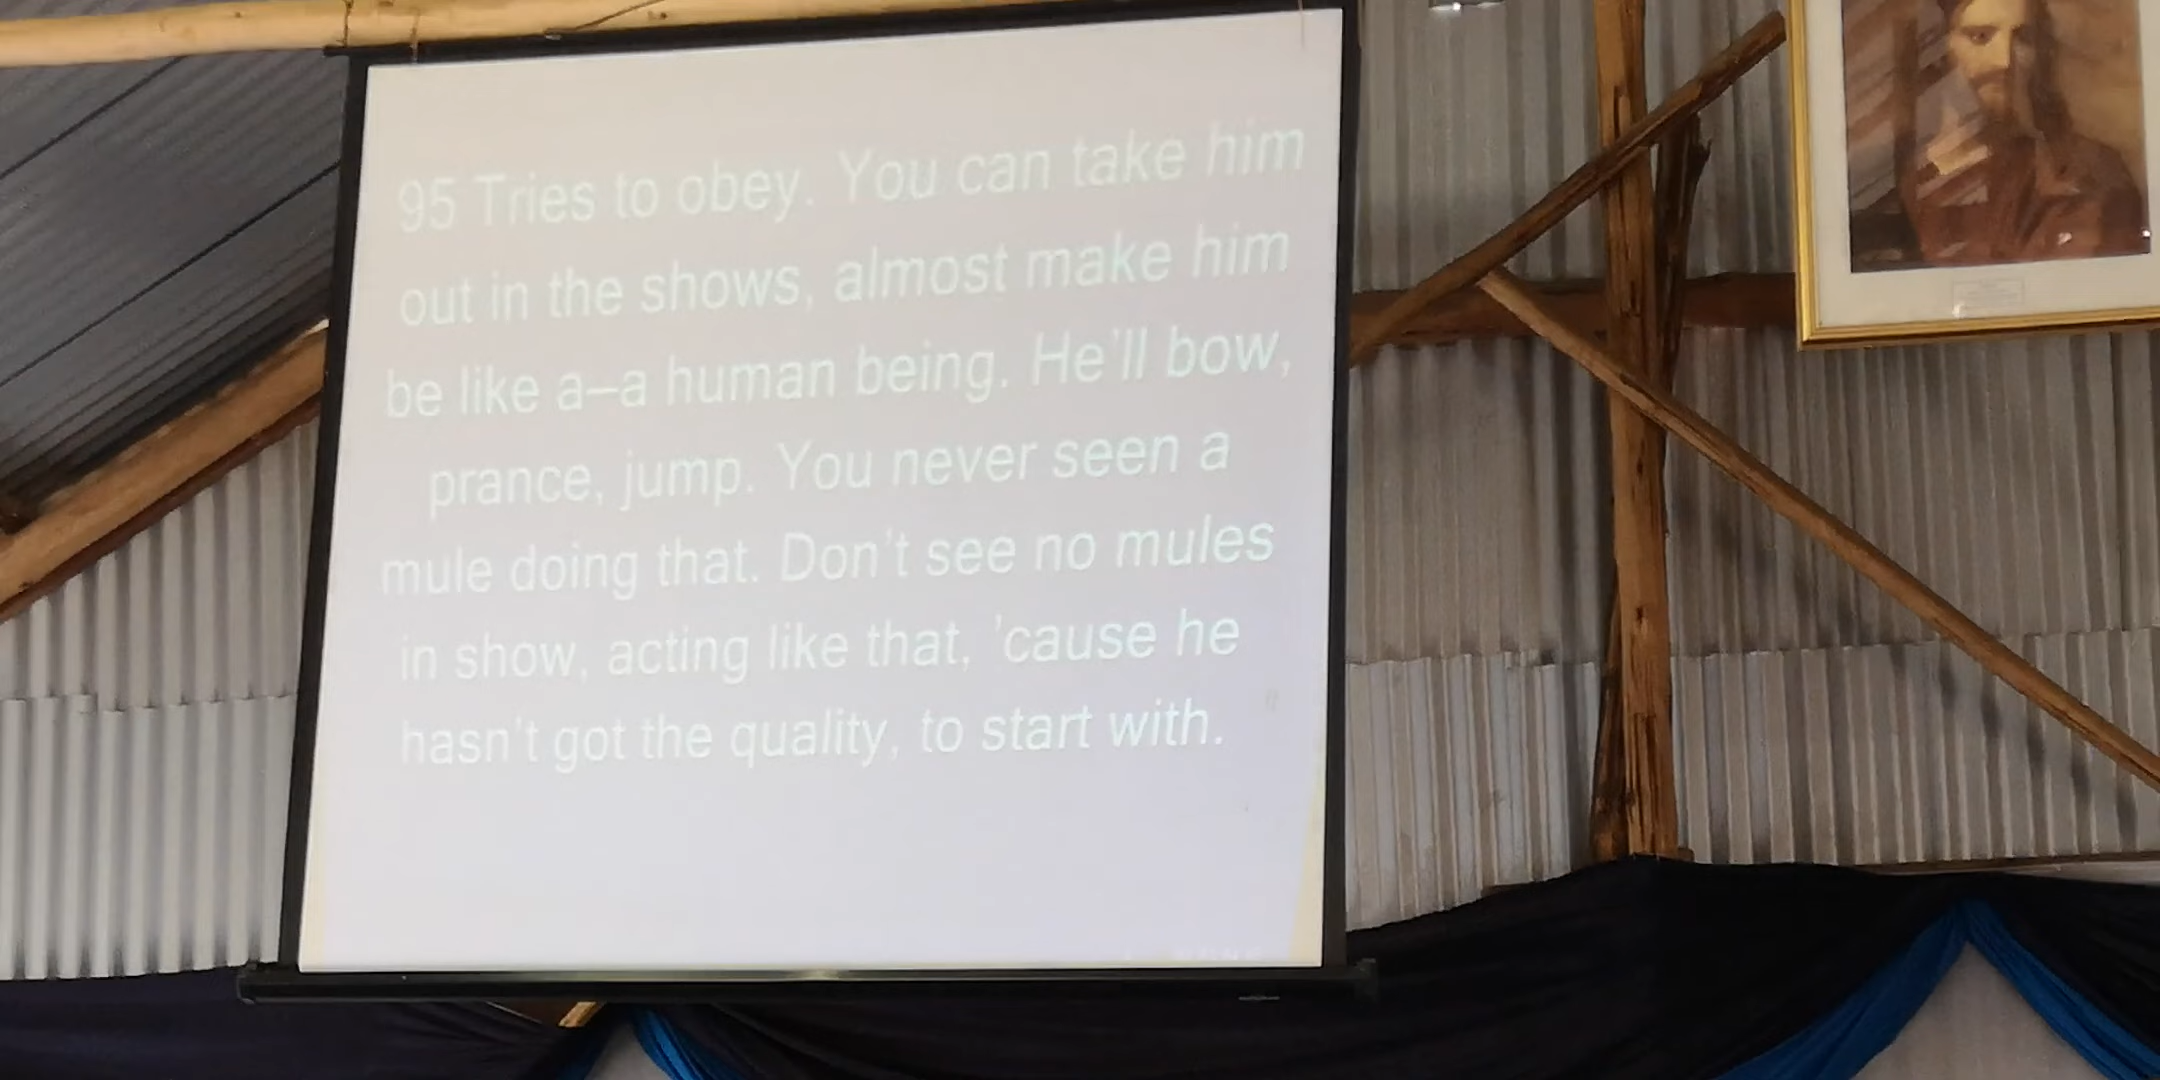 95 Tries to obey. You can take him
out in the shows, almost make him
be like a–a human being. He'll bow,
prance, jump. You never seen a
mule doing that. Don't see no mules
in show, acting like that, 'cause he
hasn't got the quality, to start with.